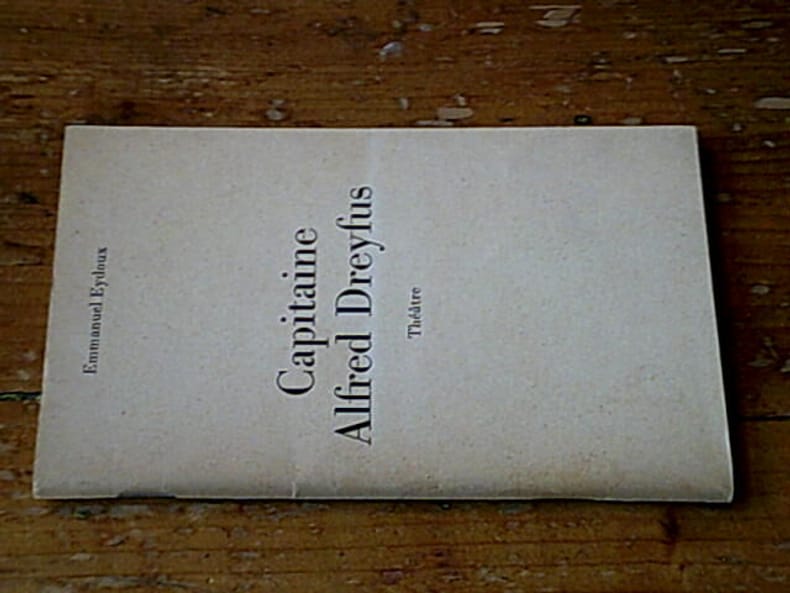 Emmanuel Eydoux
Capitaine
Alfred Dreyfus
Théâtre